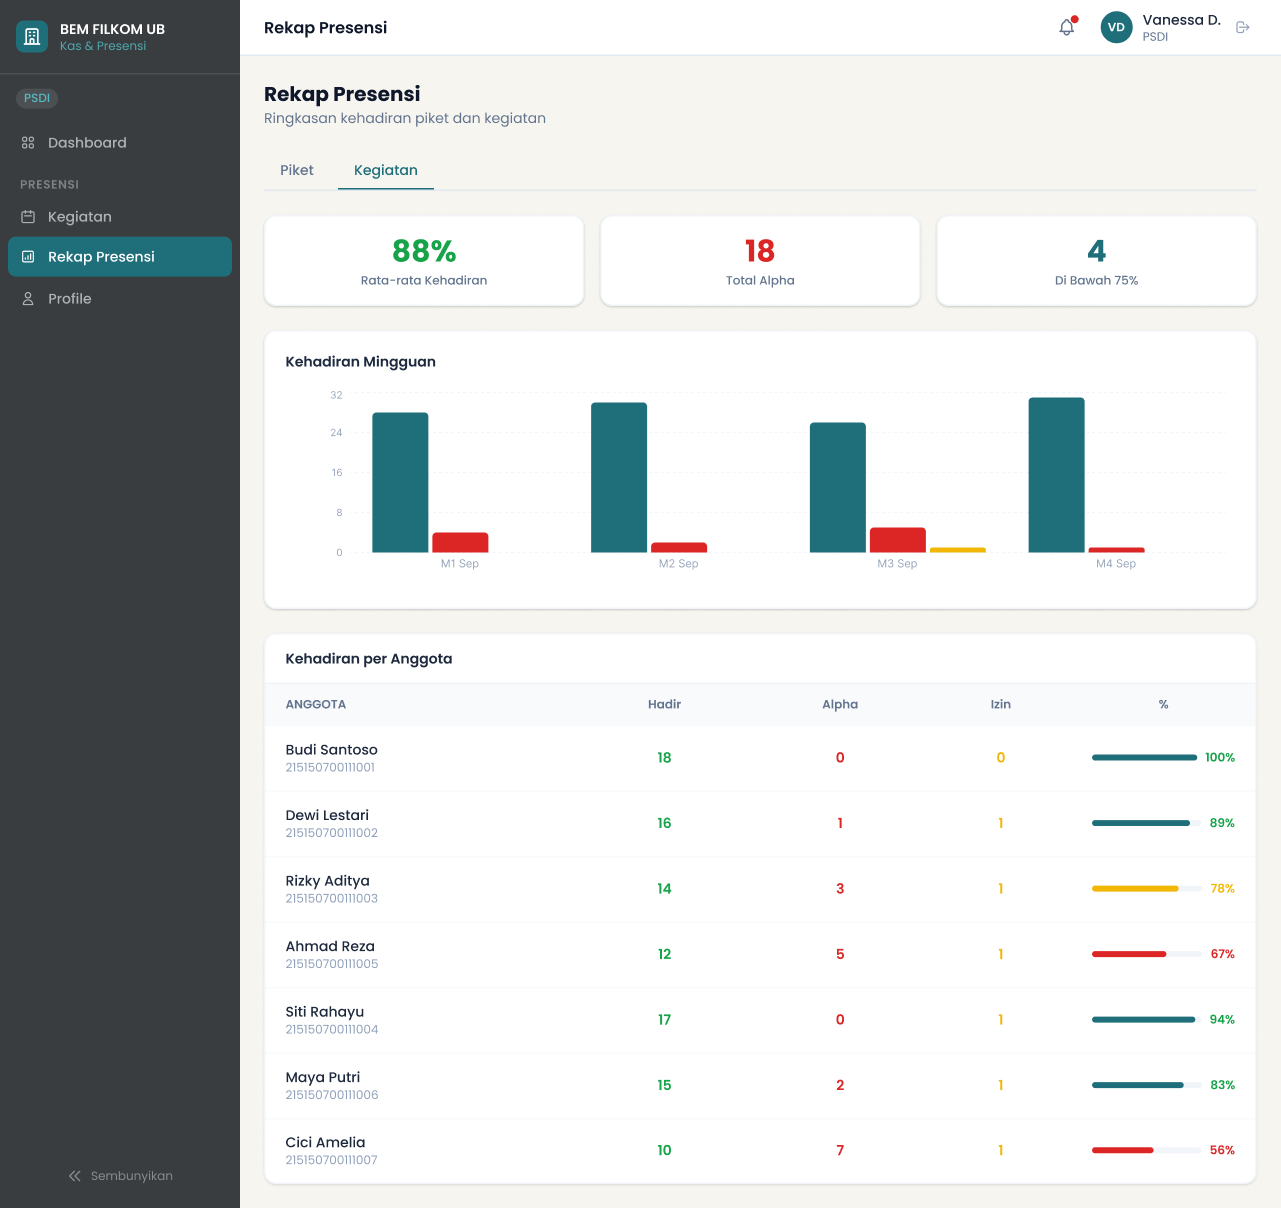 BEM FILKOM UB
Kas & Presensi
PSDI
Dashboard
PRESENSI
Kegiatan
Rekap Presensi
Profile
Sembunyikan
Rekap Presensi
VD
Vanessa D.
PSDI
Rekap Presensi
Ringkasan kehadiran piket dan kegiatan
Piket Kegiatan
88%
Rata-rata Kehadiran
18
Total Alpha
4
Di Bawah 75%
Kehadiran Mingguan
32
24
16
8
0
M1 Sep M2 Sep M3 Sep M4 Sep
Kehadiran per Anggota
ANGGOTA Hadir Alpha Izin %
Budi Santoso
215150700111001
18 0 0 100%
Dewi Lestari
215150700111002
16 1 1 89%
Rizky Aditya
215150700111003
14 3 1 78%
Ahmad Reza
215150700111005
12 5 1 67%
Siti Rahayu
215150700111004
17 0 1 94%
Maya Putri
215150700111006
15 2 1 83%
Cici Amelia
215150700111007
10 7 1 56%